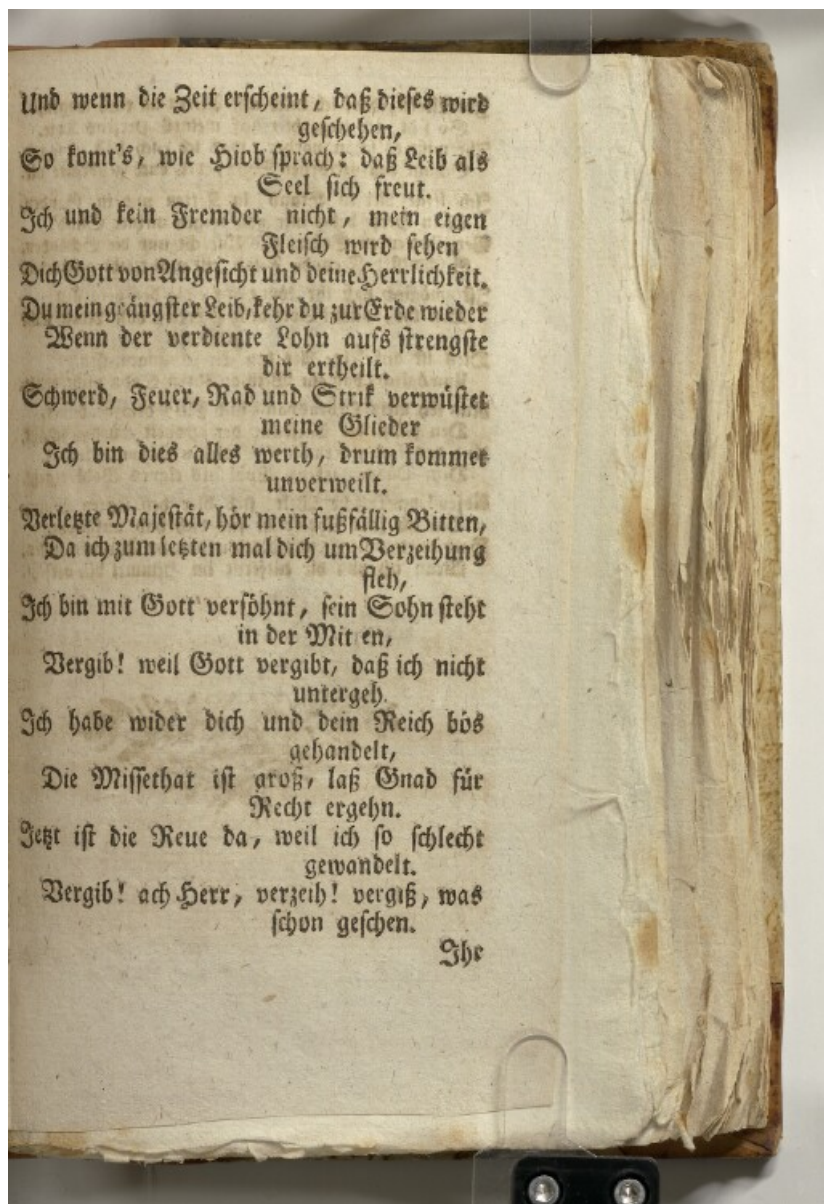 Und wenn die Zeit erscheint, daß dieses wird
geschehen,
So komt's, wie Hiob sprach: daß Leib als
Seel sich freut.
Ich und kein Fremder nicht, mein eigen
Fleisch wird sehen
Dich Gott von Angesicht und deine Herrlichkeit.
Du mein geängster Leib, kehr du zur Erde wieder
Wenn der verdiente Lohn aufs strengste
dir ertheilt.
Schwerd, Feuer, Rad und Strik verwüstet
meine Glieder
Ich bin dies alles werth, drum kommet
unverweilt.
Verletzte Majestät, hör mein fußfällig Bitten,
Da ich zum letzten mal dich um Verzeihung
fleh,
Ich bin mit Gott versöhnt, sein Sohn steht
in der Mit en,
Vergib! weil Gott vergibt, daß ich nicht
untergeh.
Ich habe wider dich und dein Reich bös
gehandelt,
Die Missethat ist groß, laß Gnad für
Recht ergehn.
Jetzt ist die Reue da, weil ich so schlecht
gewandelt.
Vergib! ach Herr, verzeih! vergiß, was
schon geschen.
Ihr